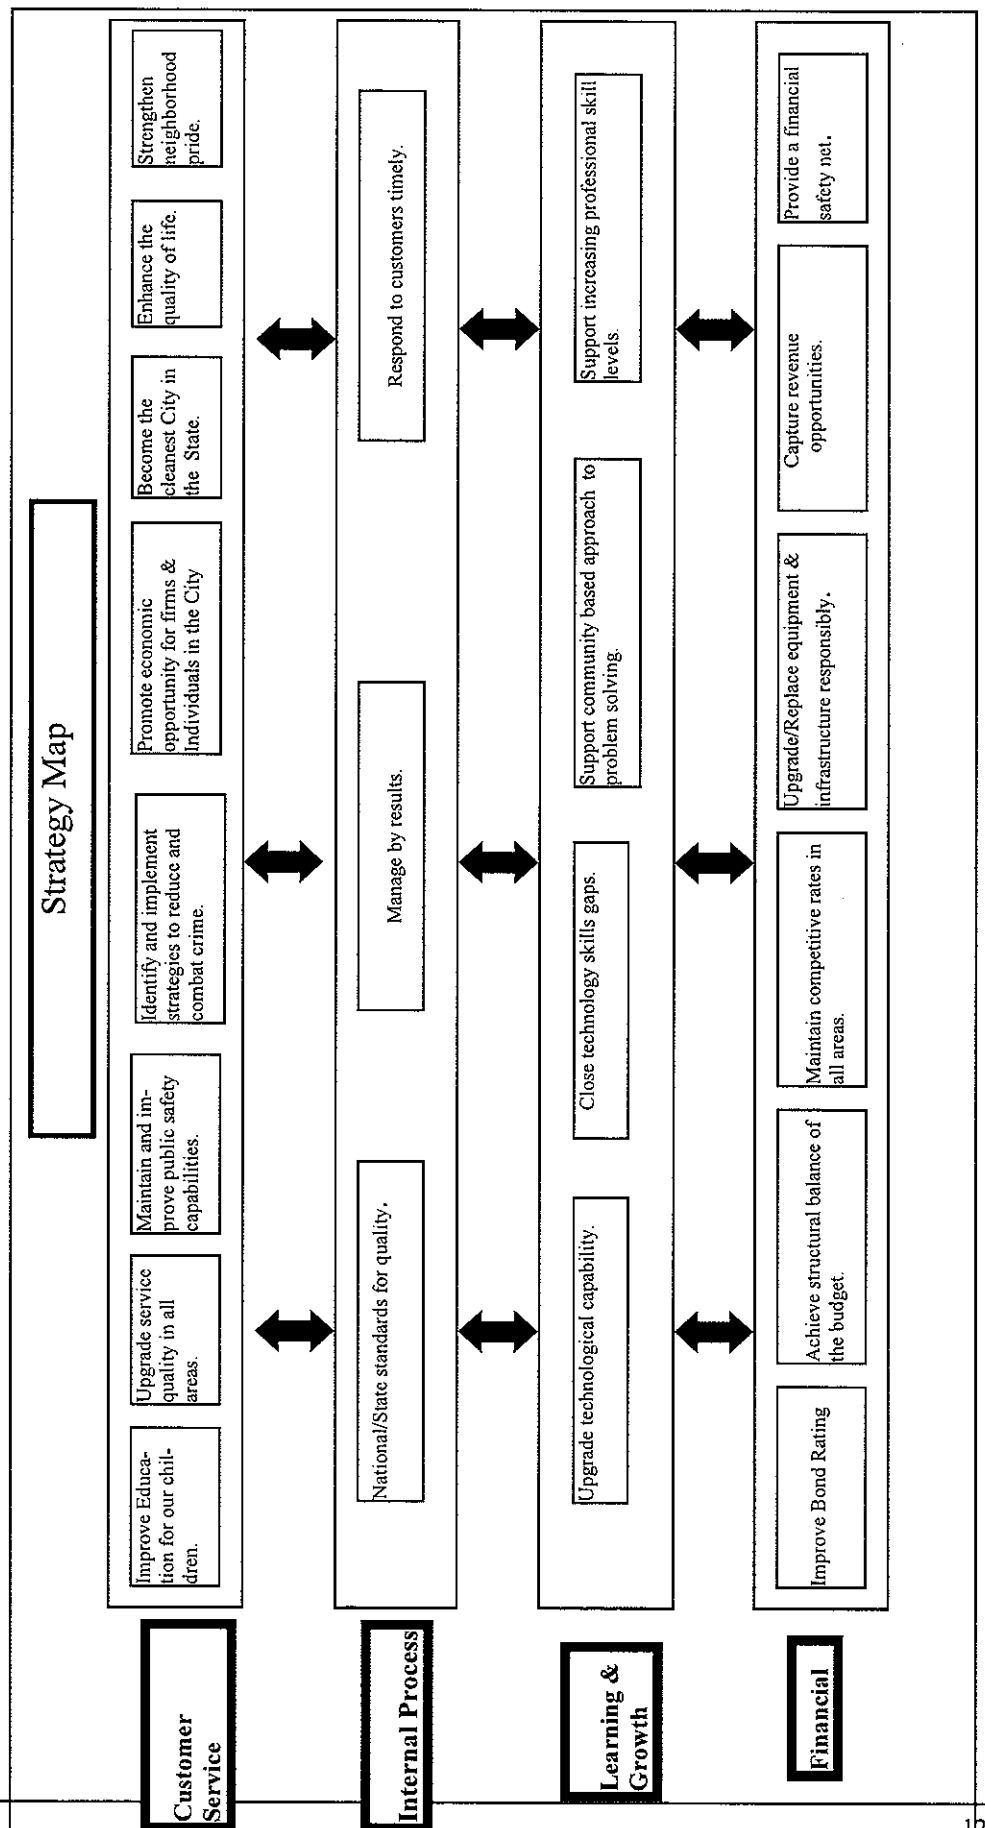 Strategy Map
Customer
Service
Improve Educa-
tion for our chil-
dren.
Upgrade service
quality in all
areas.
Maintain and im-
prove public safety
capabilities.
Identify and implement
strategies to reduce and
combat crime.
Promote economic
opportunity for firms &
Individuals in the City
Become the
cleanest City in
the State.
Enhance the
quality of life.
Strengthen
neighborhood
pride.
Internal Process
National/State standards for quality.
Manage by results.
Respond to customers timely.
Learning &
Growth
Upgrade technological capability.
Close technology skills gaps.
Support community based approach to
problem solving.
Support increasing professional skill
levels.
Financial
Improve Bond Rating
Achieve structural balance of
the budget.
Maintain competitive rates in
all areas.
Upgrade/Replace equipment &
infrastructure responsibly.
Capture revenue
opportunities.
Provide a financial
safety net.